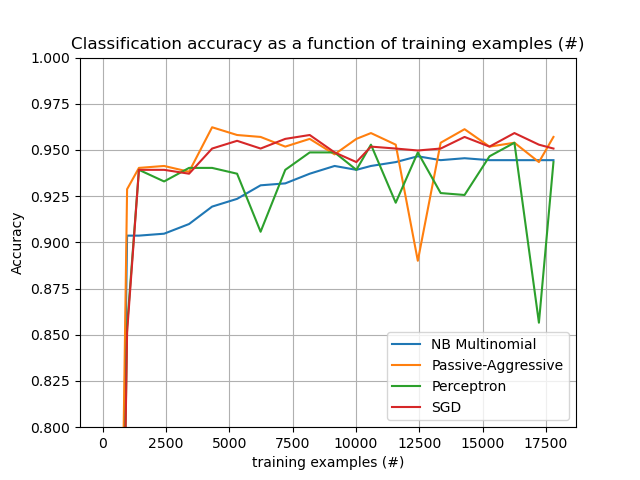 Classification accuracy as a function of training examples (#)
1.000
0.975
0.950
0.925
0.900
0.875
0.850
0.825
0.800
Accuracy
NB Multinomial
Passive-Aggressive
Perceptron
SGD
0 2500 5000 7500 10000 12500 15000 17500
training examples (#)